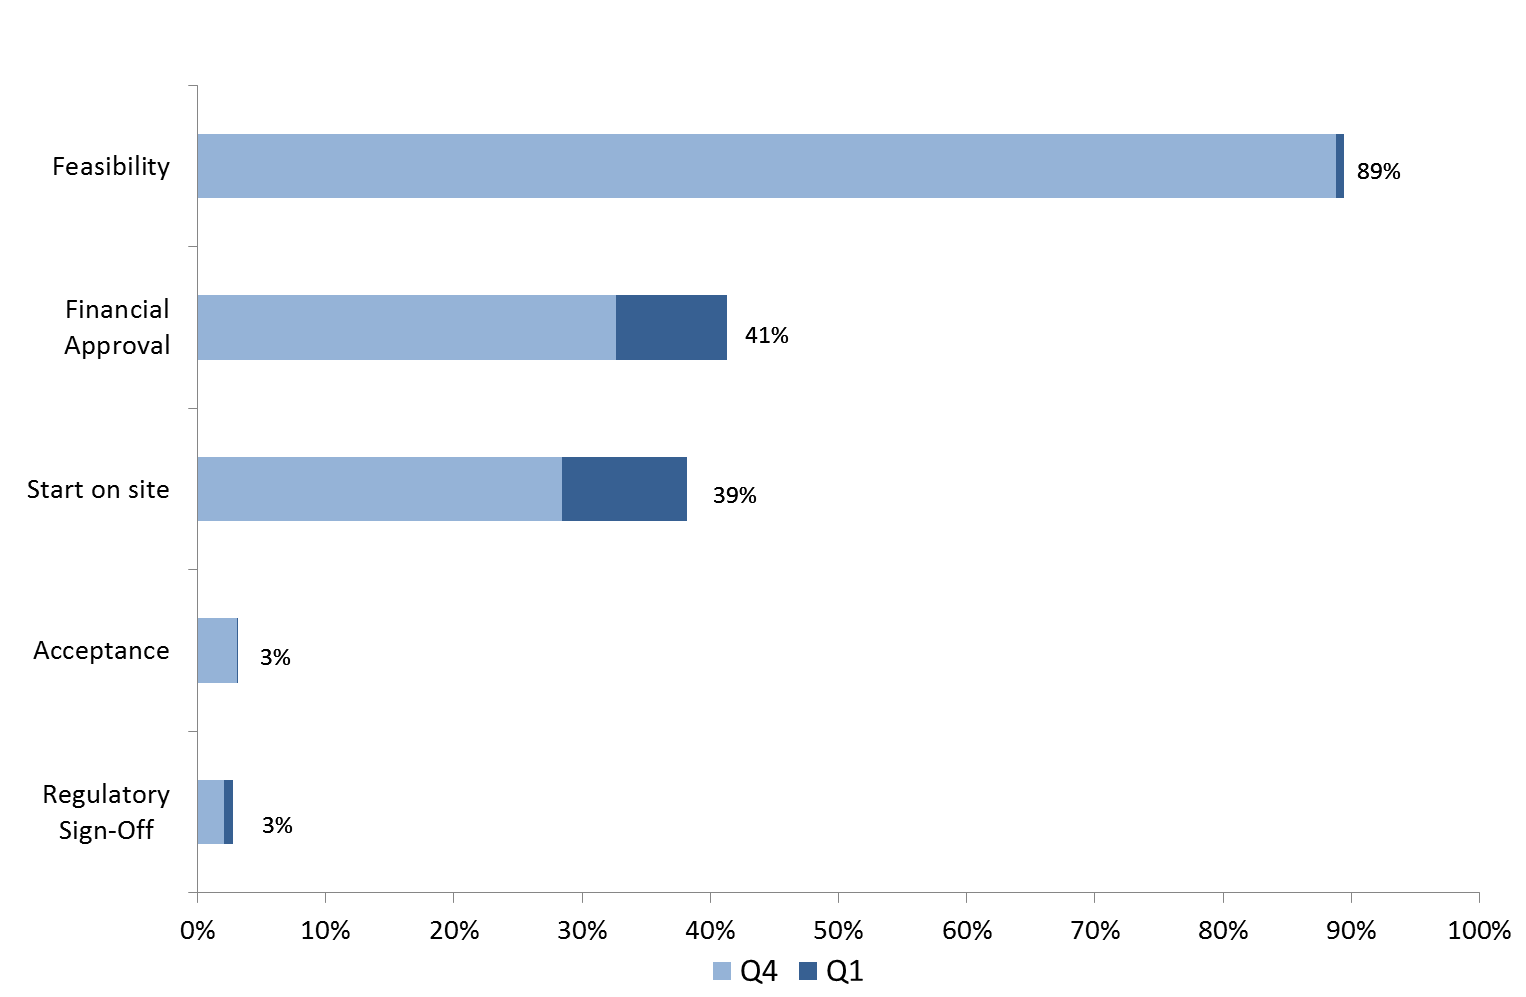 Feasibility
89%
Financial
Approval
41%
Start on site
39%
Acceptance
3%
Regulatory
Sign-Off
3%
0% 10% 20% 30% 40% 50% 60% 70% 80% 90% 100%
Q4 Q1